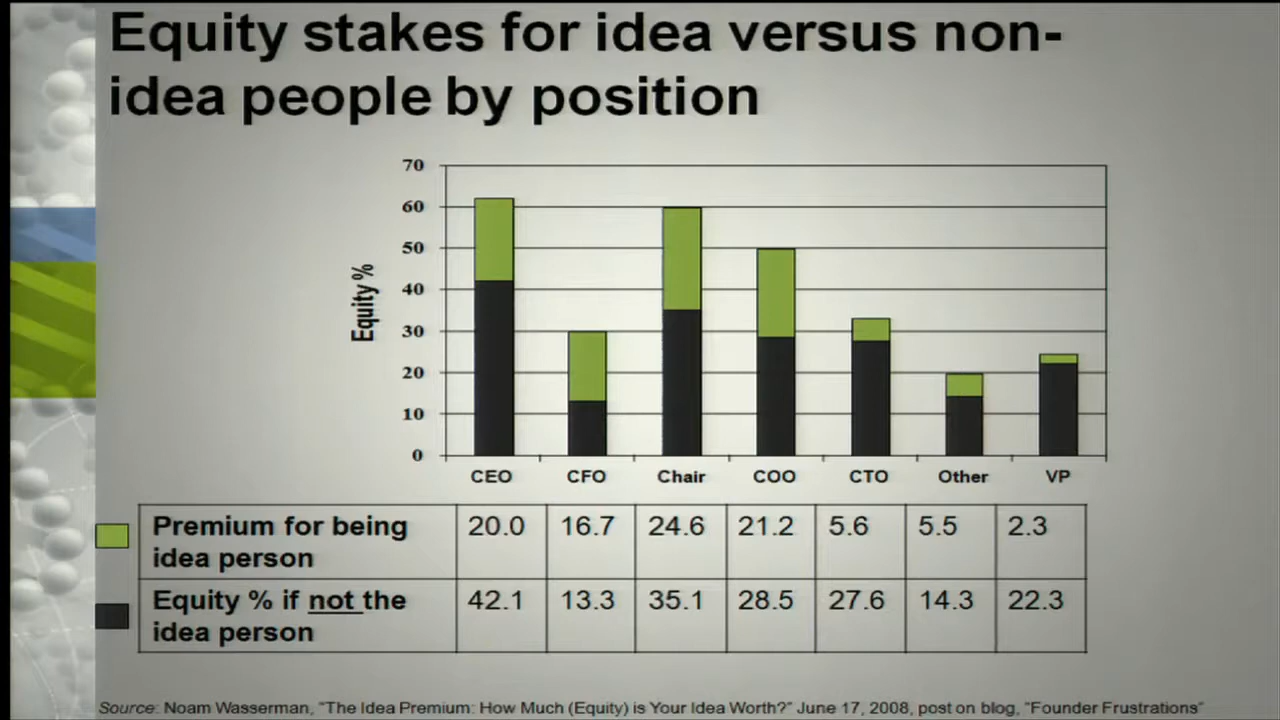 Equity stakes for idea versus non-
idea people by position
70
60
50
40
30
20
10
0
Equity %
CEO CFO Chair COO CTO Other VP
Premium for being
idea person
20.0 16.7 24.6 21.2 5.6 5.5 2.3
Equity % if not the
idea person
42.1 13.3 35.1 28.5 27.6 14.3 22.3
Source: Noam Wasserman, "The Idea Premium: How Much (Equity) is Your Idea Worth?" June 17, 2008, post on blog, "Founder Frustrations"